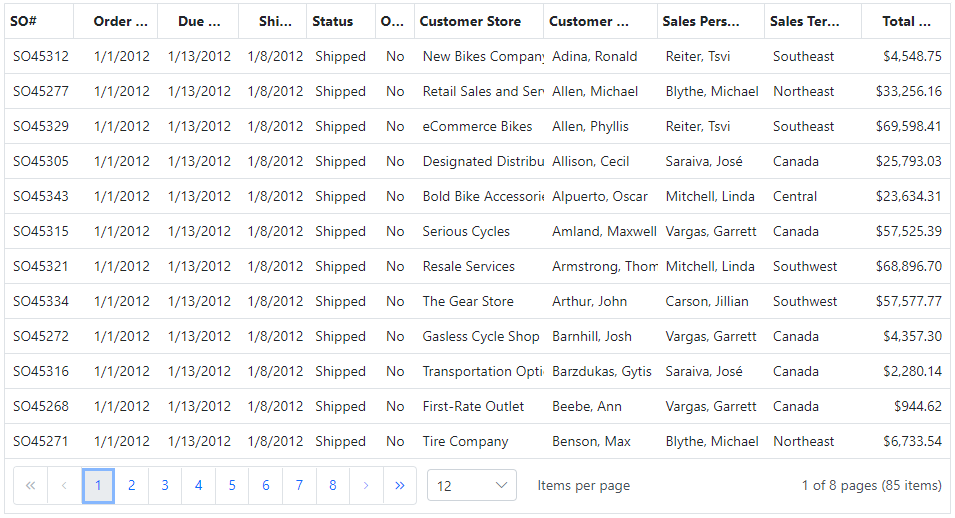 SO# Order ... Due ... Shi... Status O... Customer Store Customer ... Sales Pers... Sales Ter... Total ...
SO45312 1/1/2012 1/13/2012 1/8/2012 Shipped No New Bikes Company Adina, Ronald Reiter, Tsvi Southeast $4,548.75
SO45277 1/1/2012 1/13/2012 1/8/2012 Shipped No Retail Sales and Serv Allen, Michael Blythe, Michael Northeast $33,256.16
SO45329 1/1/2012 1/13/2012 1/8/2012 Shipped No eCommerce Bikes Allen, Phyllis Reiter, Tsvi Southeast $69,598.41
SO45305 1/1/2012 1/13/2012 1/8/2012 Shipped No Designated Distribu Allison, Cecil Saraiva, José Canada $25,793.03
SO45343 1/1/2012 1/13/2012 1/8/2012 Shipped No Bold Bike Accessorie Alpuerto, Oscar Mitchell, Linda Central $23,634.31
SO45315 1/1/2012 1/13/2012 1/8/2012 Shipped No Serious Cycles Amland, Maxwell Vargas, Garrett Canada $57,525.39
SO45321 1/1/2012 1/13/2012 1/8/2012 Shipped No Resale Services Armstrong, Thom Mitchell, Linda Southwest $68,896.70
SO45334 1/1/2012 1/13/2012 1/8/2012 Shipped No The Gear Store Arthur, John Carson, Jillian Southwest $57,577.77
SO45272 1/1/2012 1/13/2012 1/8/2012 Shipped No Gasless Cycle Shop Barnhill, Josh Vargas, Garrett Canada $4,357.30
SO45316 1/1/2012 1/13/2012 1/8/2012 Shipped No Transportation Opti Barzdukas, Gytis Saraiva, José Canada $2,280.14
SO45268 1/1/2012 1/13/2012 1/8/2012 Shipped No First-Rate Outlet Beebe, Ann Vargas, Garrett Canada $944.62
SO45271 1/1/2012 1/13/2012 1/8/2012 Shipped No Tire Company Benson, Max Blythe, Michael Northeast $6,733.54
« ‹ 1 2 3 4 5 6 7 8 › » 12 Items per page 1 of 8 pages (85 items)